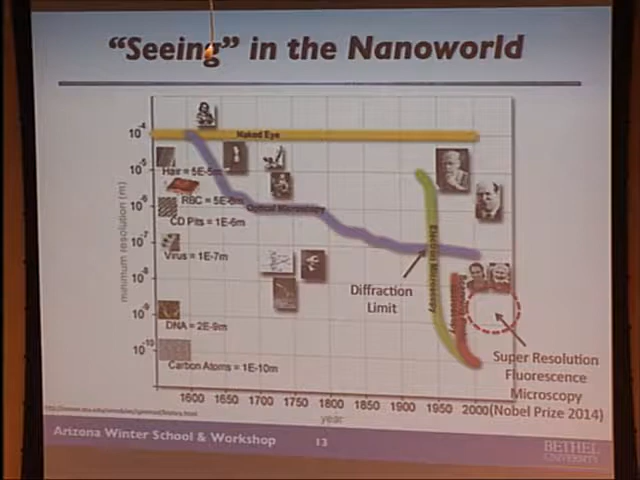 “Seeing” in the Nanoworld
Naked Eye
Hair = 5E-5m
RBC = 5E-6m
CD Pits = 1E-6m
Virus = 1E-7m
DNA = 2E-9m
Carbon Atoms = 1E-10m
Optical Microscopy
Electron Microscopy
Diffraction
Limit
Super Resolution
Fluorescence
Microscopy
(Nobel Prize 2014)
minimum resolution (m)
10⁻⁴
10⁻⁵
10⁻⁶
10⁻⁷
10⁻⁸
10⁻⁹
10⁻¹⁰
1600 1650 1700 1750 1800 1850 1900 1950 2000
year
Arizona Winter School & Workshop 13
BETHEL
UNIVERSITY